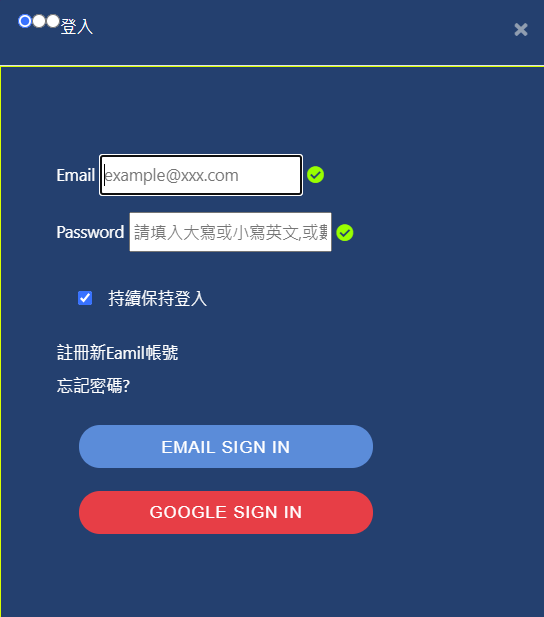 登入
Email example@xxx.com
Password 請填入大寫或小寫英文,或數
持續保持登入
註冊新Eamil帳號
忘記密碼?
EMAIL SIGN IN
GOOGLE SIGN IN